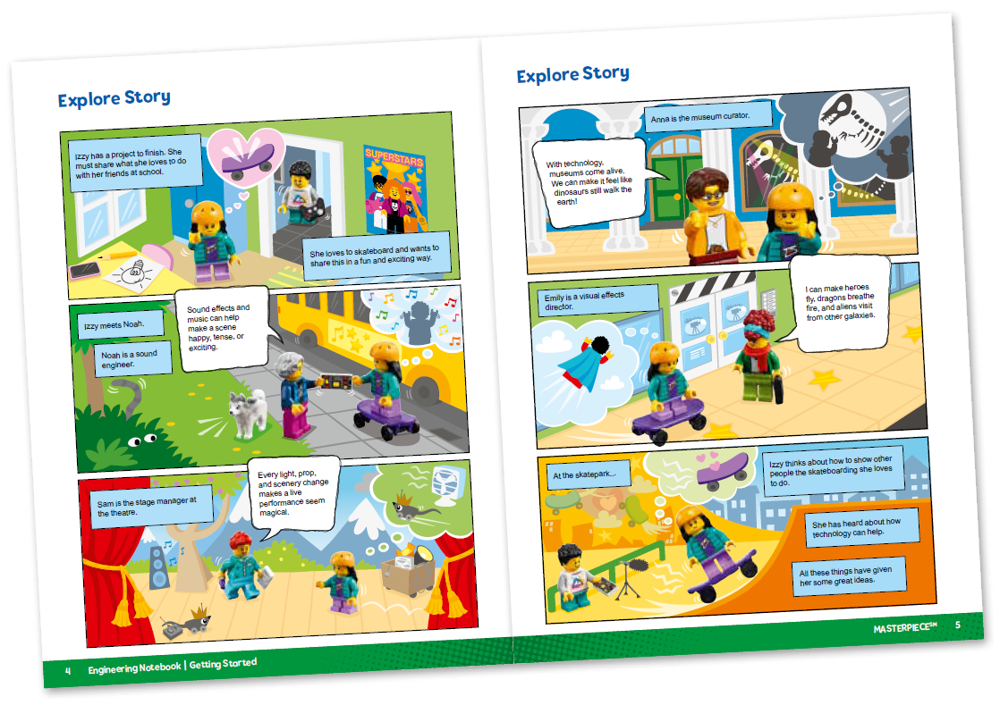 Explore Story
Izzy has a project to finish. She
must share what she loves to do
with her friends at school.
SUPERSTARS
She loves to skateboard and wants to
share this in a fun and exciting way.
Izzy meets Noah.
Noah is a sound
engineer.
Sound effects and
music can help
make a scene
happy, tense, or
exciting.
Sam is the stage manager at
the theatre.
Every light, prop,
and scenery change
makes a live
performance seem
magical.
4 Engineering Notebook | Getting Started
Explore Story
Anna is the museum curator.
With technology,
museums come alive.
We can make it feel like
dinosaurs still walk the
earth!
Emily is a visual effects
director.
I can make heroes
fly, dragons breathe
fire, and aliens visit
from other galaxies.
At the skatepark...
Izzy thinks about how to show other
people the skateboarding she loves
to do.
She has heard about how
technology can help.
All these things have given
her some great ideas.
MASTERPIECE℠ 5